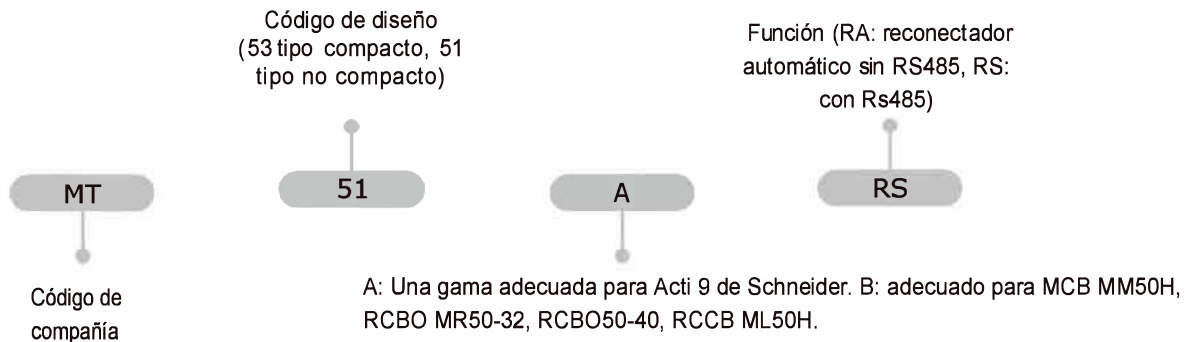 Código de diseño
(53 tipo compacto, 51
tipo no compacto)
Función (RA: reconectador
automático sin RS485, RS:
con Rs485)
MT
51
A
RS
Código de
compañía
A: Una gama adecuada para Acti 9 de Schneider. B: adecuado para MCB MM50H,
RCBO MR50-32, RCBO50-40, RCCB ML50H.